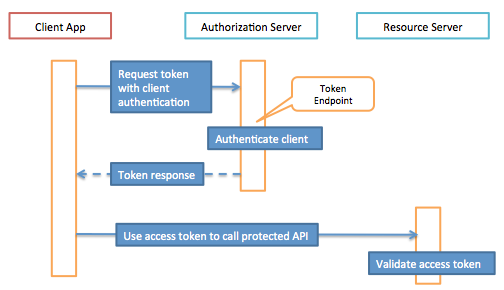 Client App
Authorization Server
Resource Server
Request token
with client
authentication
Token
Endpoint
Authenticate client
Token response
Use access token to call protected API
Validate access token